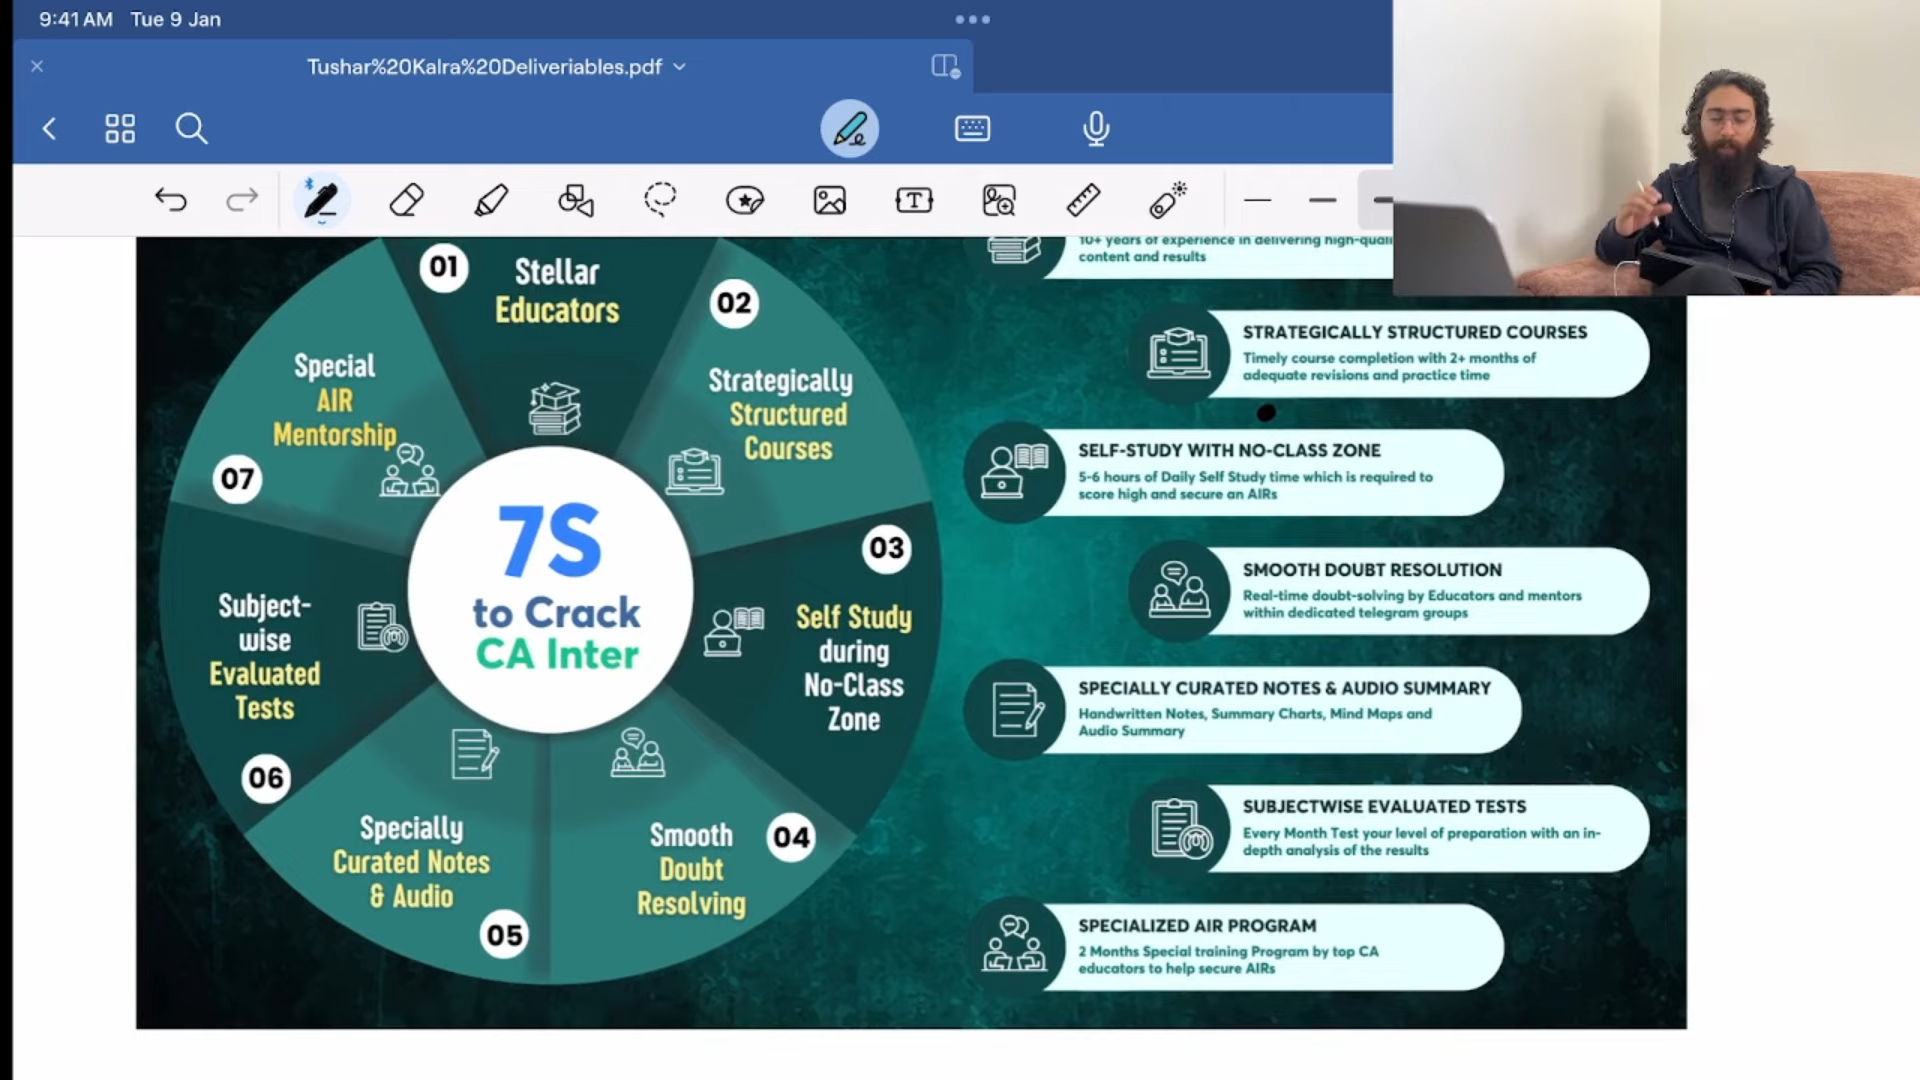 9:41 AM Tue 9 Jan
Tushar%20Kalra%20Deliveriables.pdf
01
Stellar
Educators
02
Strategically
Structured
Courses
03
Self Study
during
No-Class
Zone
04
Smooth
Doubt
Resolving
05
Specially
Curated Notes
& Audio
06
Subject-
wise
Evaluated
Tests
07
Special
AIR
Mentorship
7S
to Crack
CA Inter
10+ years of experience in delivering high-quali
content and results
STRATEGICALLY STRUCTURED COURSES
Timely course completion with 2+ months of
adequate revisions and practice time
SELF-STUDY WITH NO-CLASS ZONE
5-6 hours of Daily Self Study time which is required to
score high and secure an AIRs
SMOOTH DOUBT RESOLUTION
Real-time doubt-solving by Educators and mentors
within dedicated telegram groups
SPECIALLY CURATED NOTES & AUDIO SUMMARY
Handwritten Notes, Summary Charts, Mind Maps and
Audio Summary
SUBJECTWISE EVALUATED TESTS
Every Month Test your level of preparation with an in-
depth analysis of the results
SPECIALIZED AIR PROGRAM
2 Months Special training Program by top CA
educators to help secure AIRs